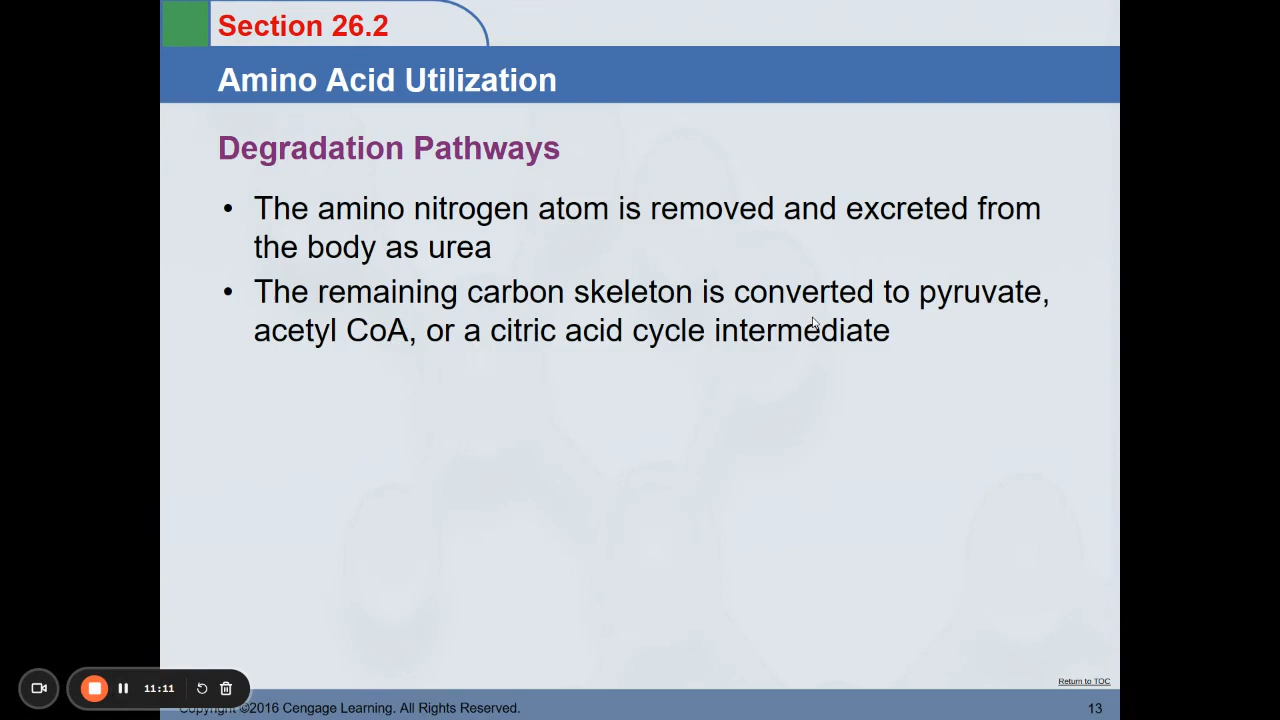 Section 26.2
Amino Acid Utilization
Degradation Pathways
• The amino nitrogen atom is removed and excreted from
the body as urea
• The remaining carbon skeleton is converted to pyruvate,
acetyl CoA, or a citric acid cycle intermediate
Return to TOC
11:11
Copyright ©2016 Cengage Learning. All Rights Reserved.
13